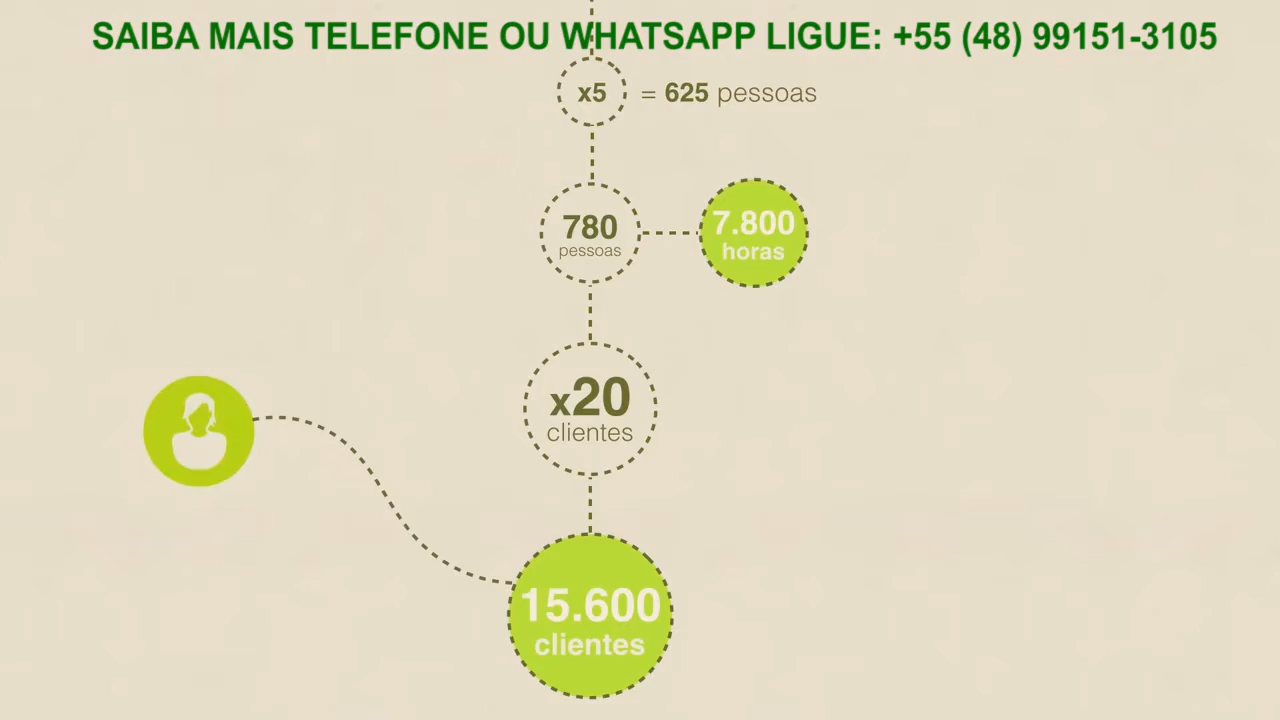 SAIBA MAIS TELEFONE OU WHATSAPP LIGUE: +55 (48) 99151-3105
x5 = 625 pessoas
780 pessoas
7.800 horas
x20
clientes
15.600
clientes